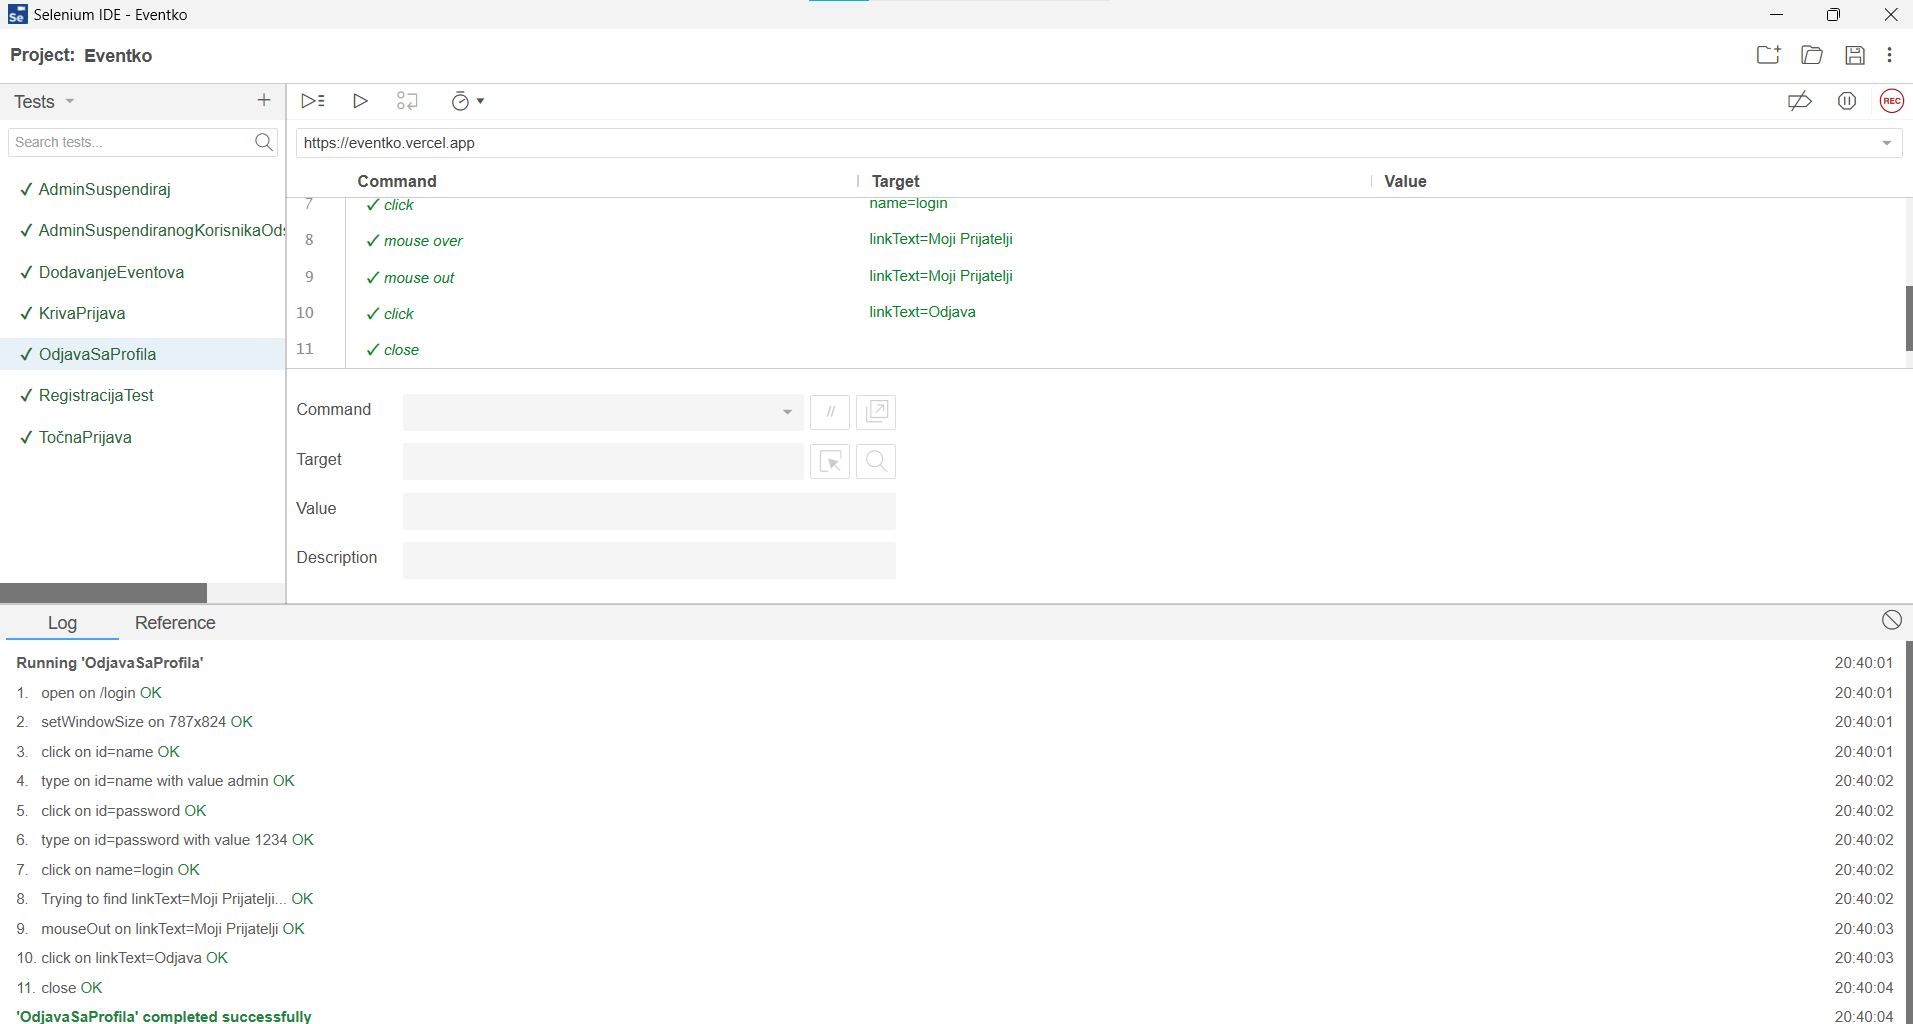 Selenium IDE - Eventko
Project: Eventko
Tests
Search tests...
✓ AdminSuspendiraj
✓ AdminSuspendiranogKorisnikaOds
✓ DodavanjeEventova
✓ KrivaPrijava
✓ OdjavaSaProfila
✓ RegistracijaTest
✓ TočnaPrijava
REC
https://eventko.vercel.app
Command Target Value
7 ✓ click name=login
8 ✓ mouse over linkText=Moji Prijatelji
9 ✓ mouse out linkText=Moji Prijatelji
10 ✓ click linkText=Odjava
11 ✓ close
Command //
Target
Value
Description
Log Reference
Running 'OdjavaSaProfila' 20:40:01
1. open on /login OK 20:40:01
2. setWindowSize on 787x824 OK 20:40:01
3. click on id=name OK 20:40:01
4. type on id=name with value admin OK 20:40:02
5. click on id=password OK 20:40:02
6. type on id=password with value 1234 OK 20:40:02
7. click on name=login OK 20:40:02
8. Trying to find linkText=Moji Prijatelji... OK 20:40:02
9. mouseOut on linkText=Moji Prijatelji OK 20:40:03
10. click on linkText=Odjava OK 20:40:03
11. close OK 20:40:04
'OdjavaSaProfila' completed successfully 20:40:04